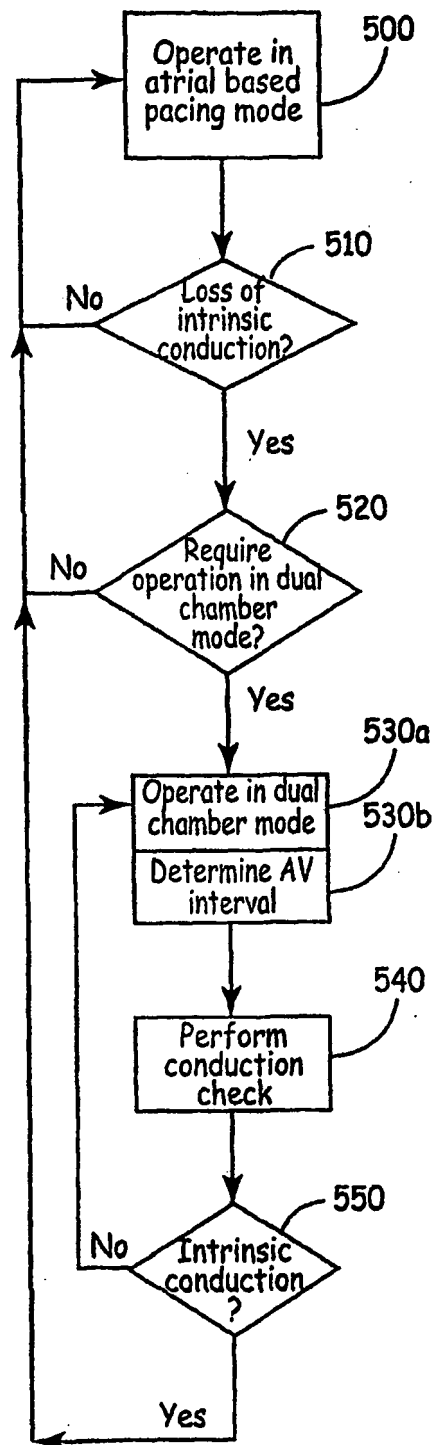 Operate in
atrial based
pacing mode
500
510
No
Loss of
intrinsic
conduction?
Yes
520
No
Require
operation in dual
chamber
mode?
Yes
530a
Operate in dual
chamber mode
530b
Determine AV
interval
540
Perform
conduction
check
550
No
Intrinsic
conduction
?
Yes